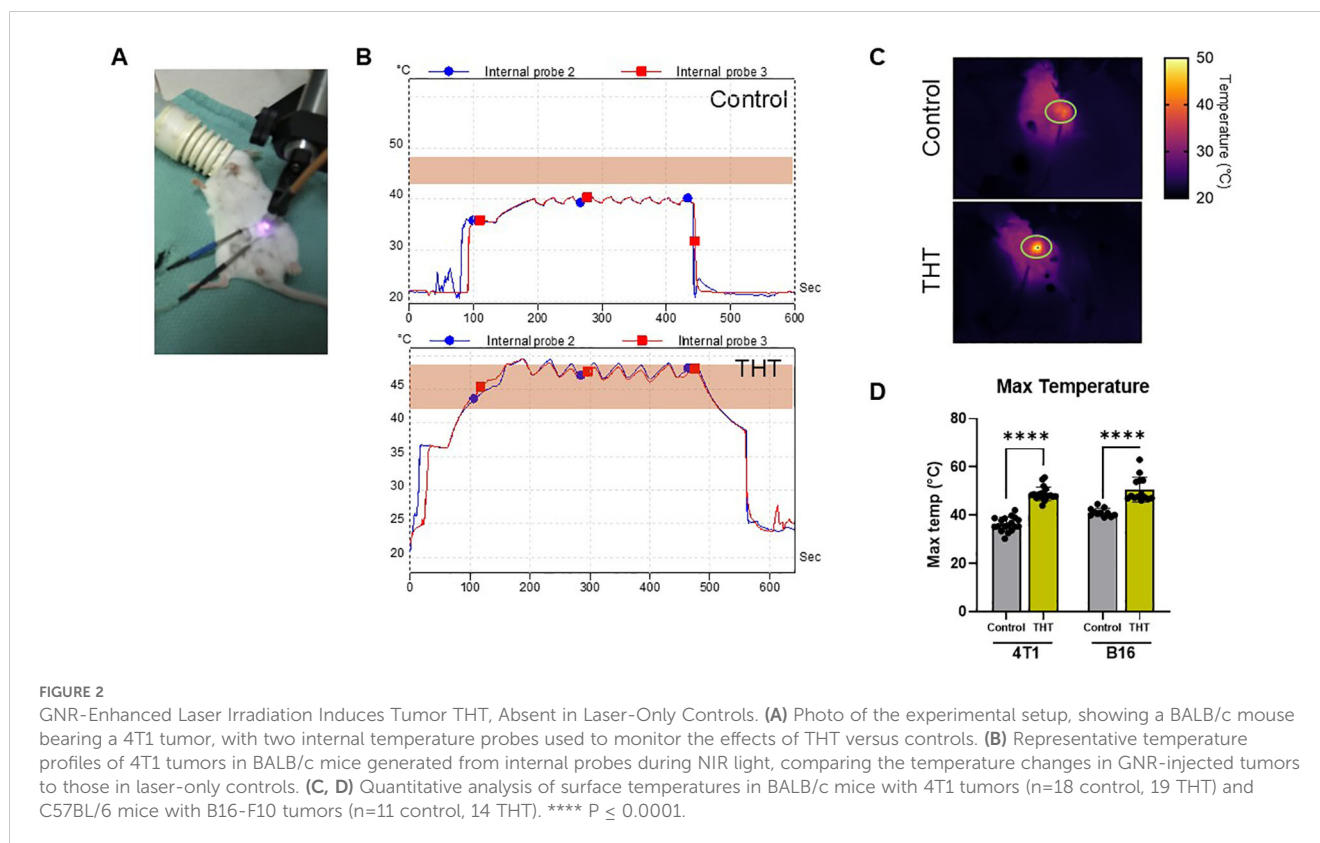 A
B
°C
Internal probe 2
Internal probe 3
Control
50
40
30
20
Sec
0
100
200
300
400
500
600
°C
Internal probe 2
Internal probe 3
THT
45
40
35
30
25
20
Sec
0
100
200
300
400
500
600
C
Control
THT
50
40
30
20
Temperature (°C)
D
Max Temperature
Max temp (°C)
80
60
40
20
0
****
****
Control THT Control THT
4T1 B16
FIGURE 2
GNR-Enhanced Laser Irradiation Induces Tumor THT, Absent in Laser-Only Controls. (A) Photo of the experimental setup, showing a BALB/c mouse
bearing a 4T1 tumor, with two internal temperature probes used to monitor the effects of THT versus controls. (B) Representative temperature
profiles of 4T1 tumors in BALB/c mice generated from internal probes during NIR light, comparing the temperature changes in GNR-injected tumors
to those in laser-only controls. (C, D) Quantitative analysis of surface temperatures in BALB/c mice with 4T1 tumors (n=18 control, 19 THT) and
C57BL/6 mice with B16-F10 tumors (n=11 control, 14 THT). **** P ≤ 0.0001.